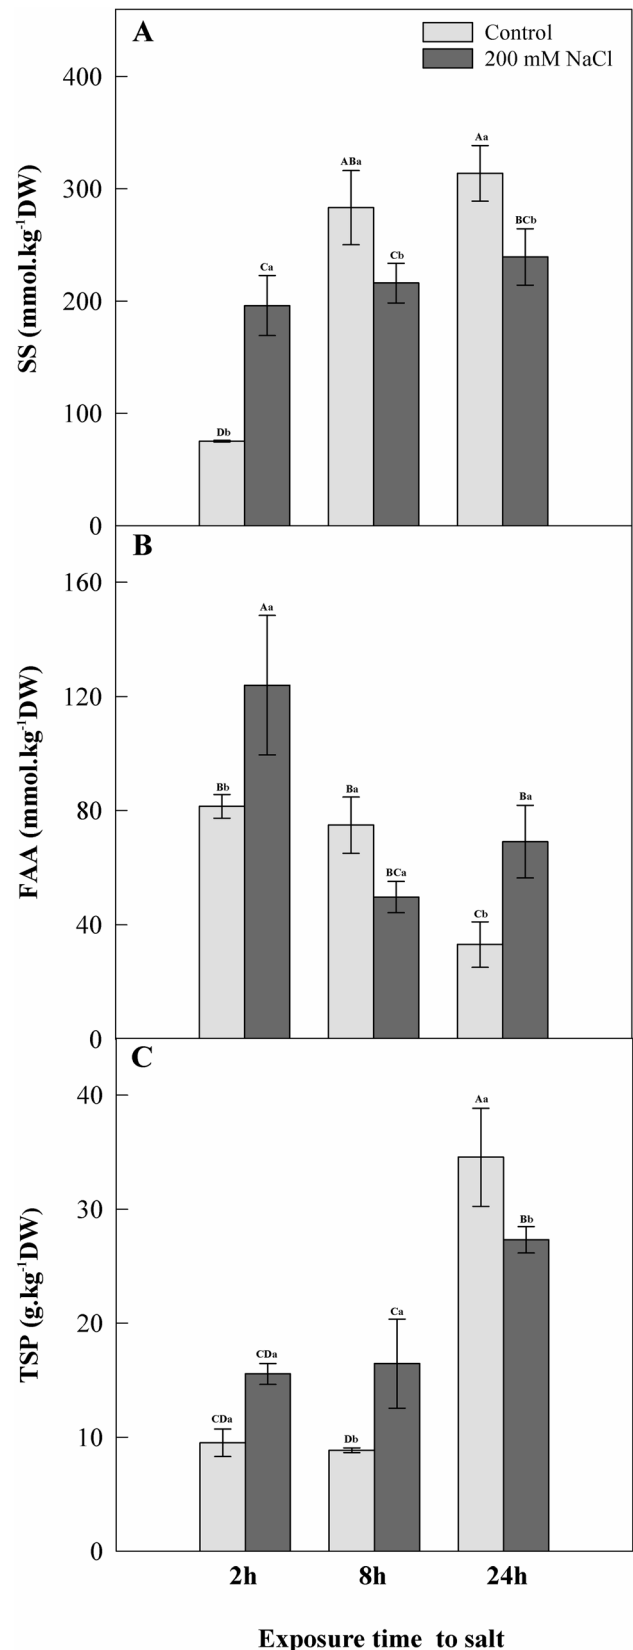 A
Control
200 mM NaCl
400
300
200
100
0
SS (mmol.kg⁻¹DW)
Db
Ca
ABa
Cb
Aa
BCb
B
160
120
80
40
0
FAA (mmol.kg⁻¹DW)
Bb
Aa
Ba
BCa
Cb
Ba
C
40
30
20
10
0
TSP (g.kg⁻¹DW)
CDa
CDa
Db
Ca
Aa
Bb
2h 8h 24h
Exposure time to salt